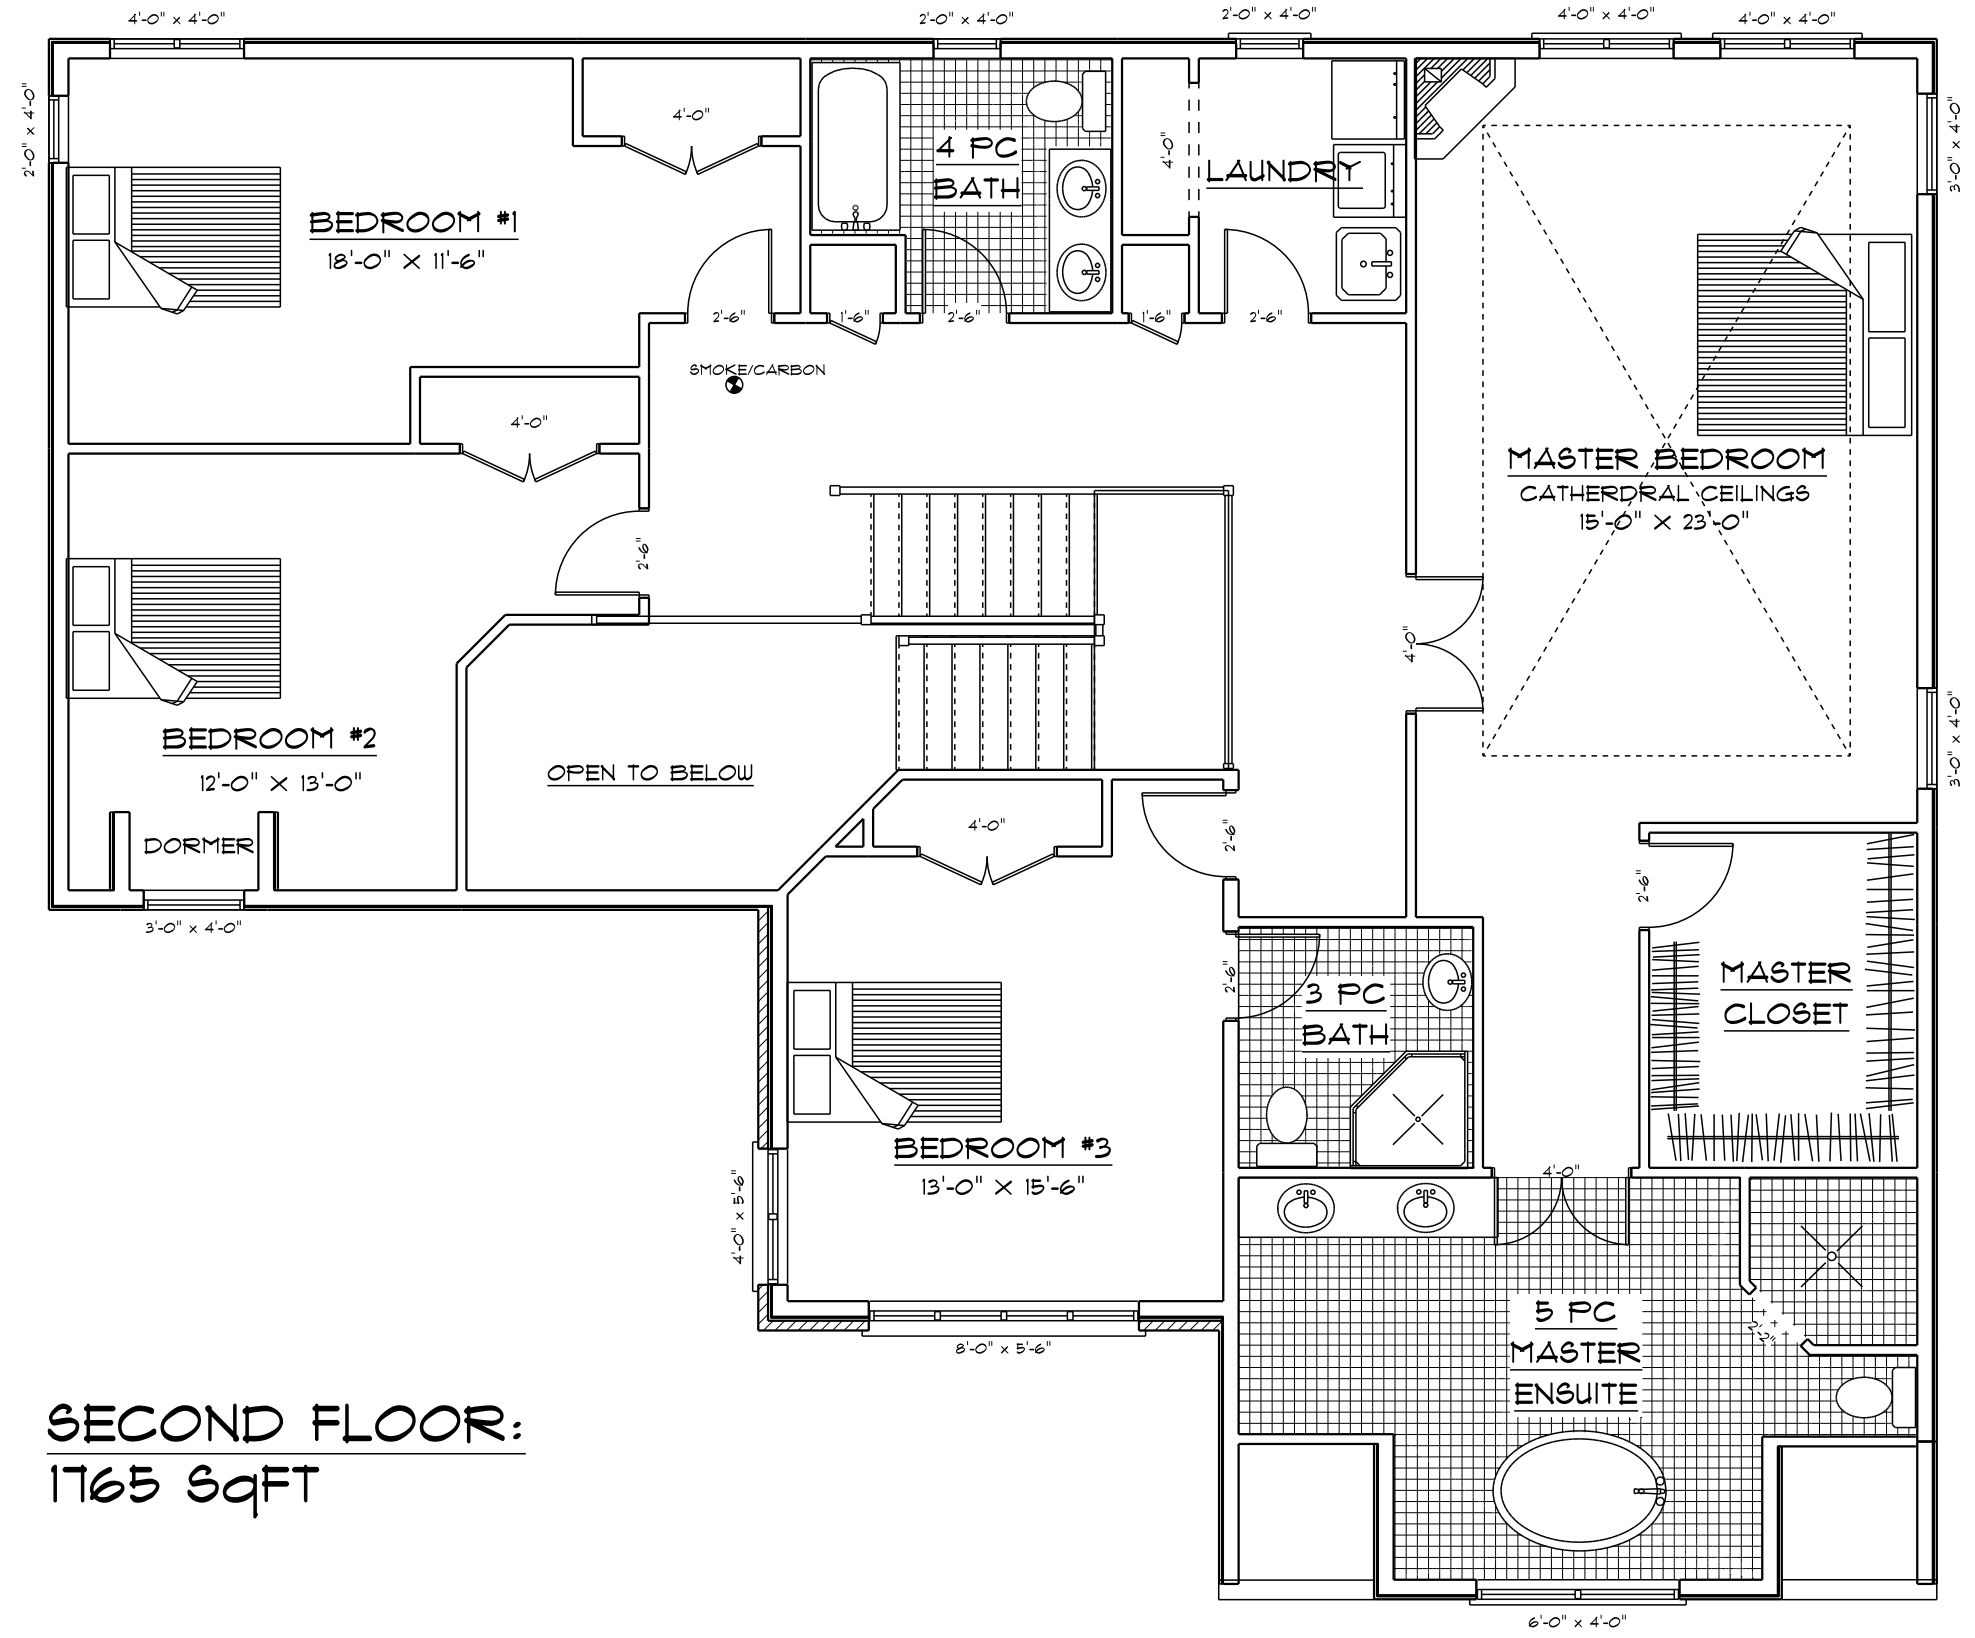 4'-0" x 4'-0"
2'-0" x 4'-0"
2'-0" x 4'-0"
4'-0" x 4'-0"
4'-0" x 4'-0"
2'-0" x 4'-0"
3'-0" x 4'-0"
4'-0"
4 PC
BATH
4'-0"
LAUNDRY
BEDROOM #1
18'-0" X 11'-6"
2'-6"
1'-6"
2'-6"
1'-6"
2'-6"
SMOKE/CARBON
4'-0"
MASTER BEDROOM
CATHERDRAL CEILINGS
15'-0" X 23'-0"
2'-6"
4'-0"
BEDROOM #2
12'-0" X 13'-0"
OPEN TO BELOW
3'-0" x 4'-0"
DORMER
4'-0"
2'-6"
2'-6"
3'-0" x 4'-0"
MASTER
CLOSET
2'-6"
3 PC
BATH
BEDROOM #3
13'-0" X 15'-6"
4'-0"
4'-0" x 5'-6"
5 PC
MASTER
ENSUITE
2'-2"
8'-0" x 5'-6"
SECOND FLOOR:
1765 SqFT
6'-0" x 4'-0"